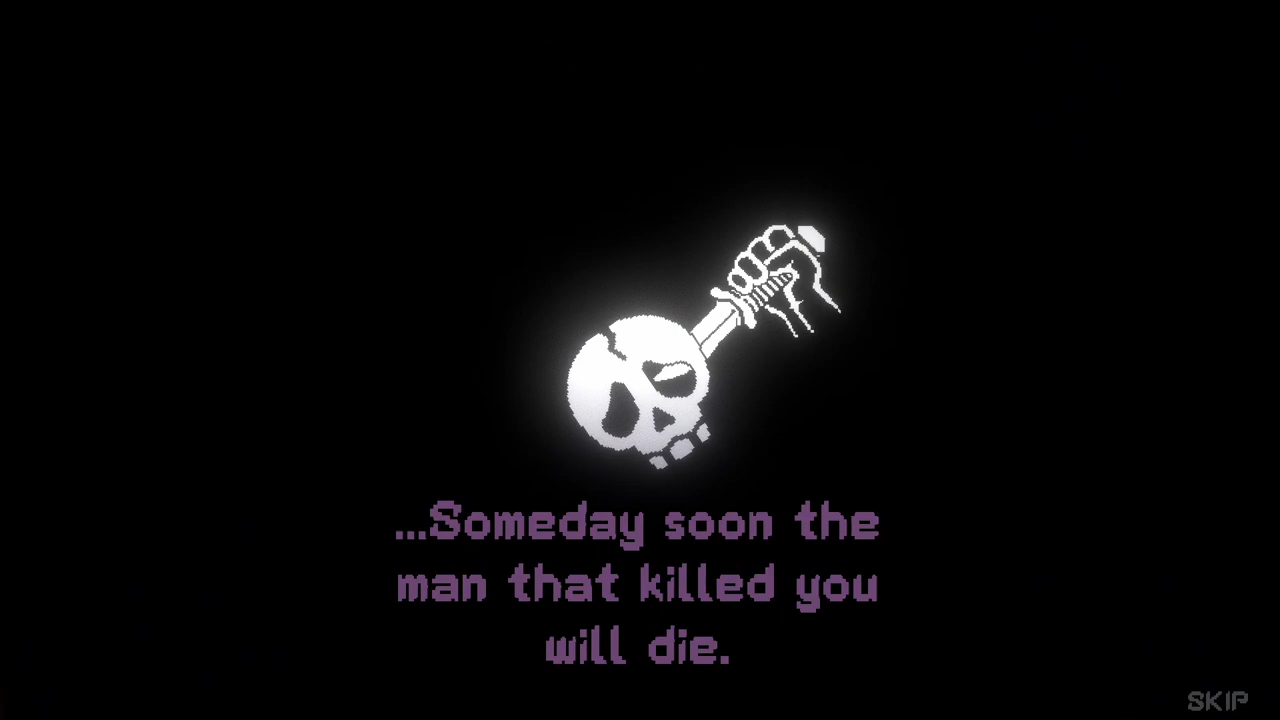 ...Someday soon the
man that killed you
will die.
SKIP